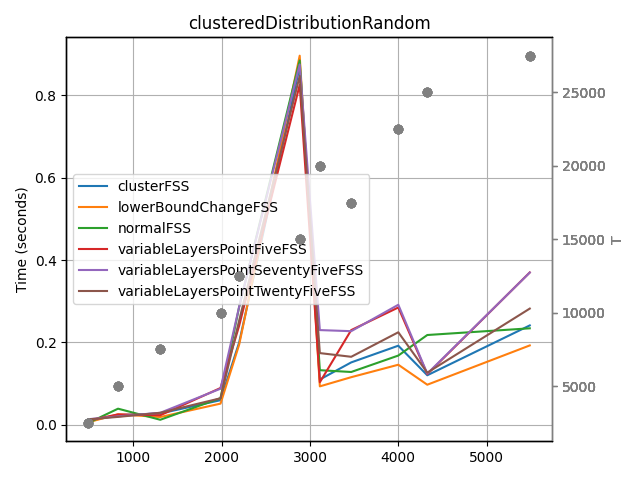 clusteredDistributionRandom
Time (seconds)
0.8
0.6
0.4
0.2
0.0
clusterFSS
lowerBoundChangeFSS
normalFSS
variableLayersPointFiveFSS
variableLayersPointSeventyFiveFSS
variableLayersPointTwentyFiveFSS
25000
20000
15000
10000
5000
T
1000
2000
3000
4000
5000